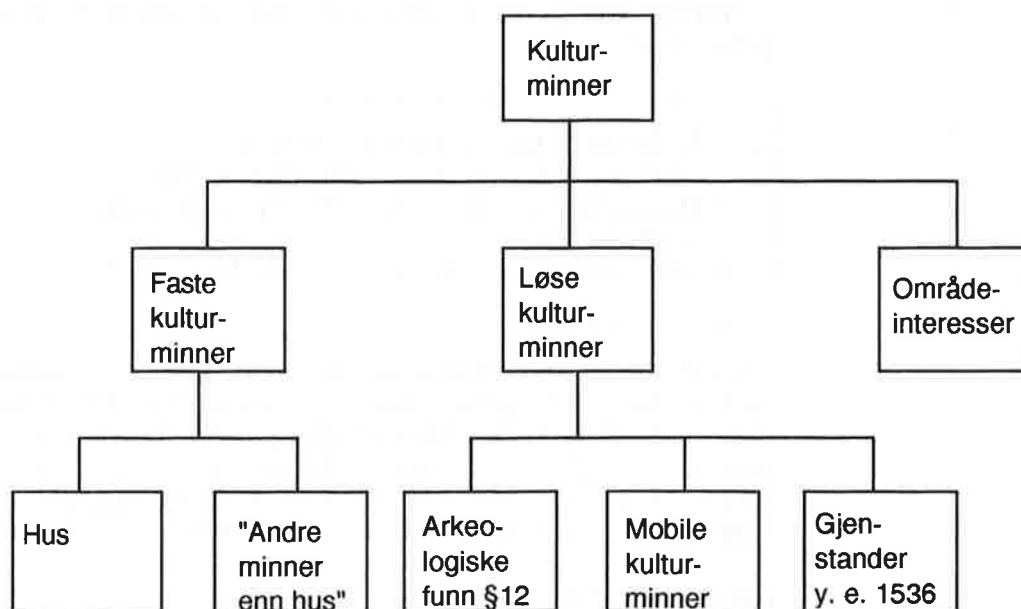 Kultur-
minner
Faste
kultur-
minner
Løse
kultur-
minner
Område-
interesser
Hus
"Andre
minner
enn hus"
Arkeo-
logiske
funn §12
Mobile
kultur-
minner
Gjen-
stander
y. e. 1536